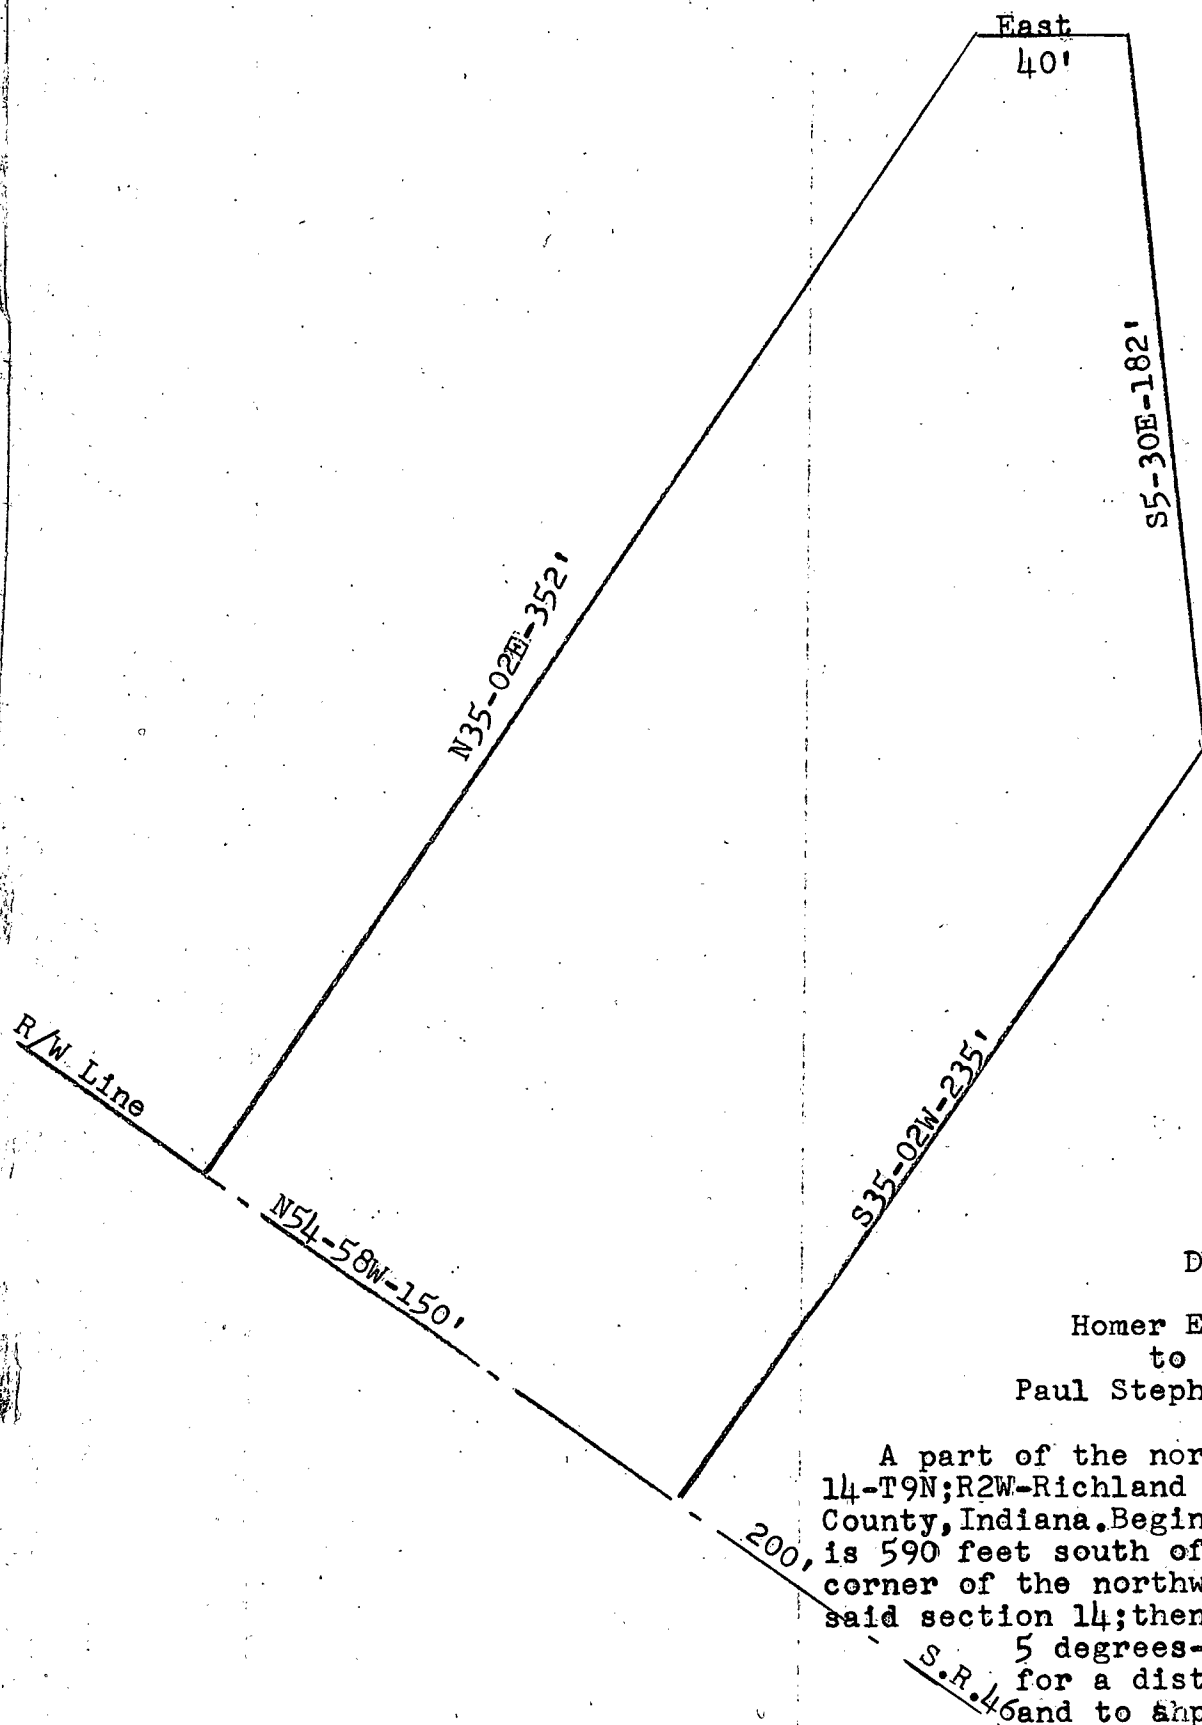 East
40'
S5-30E-182'
N35-02E-352'
R/W Line
N54-58W-150'
S35-02W-235'
200'
S.R.46
D
Homer E
to
Paul Steph
A part of the nor
14-T9N;R2W-Richland
County,Indiana.Begin
is 590 feet south of
corner of the northw
said section 14;then
5 degrees-
for a dist
and to ahp